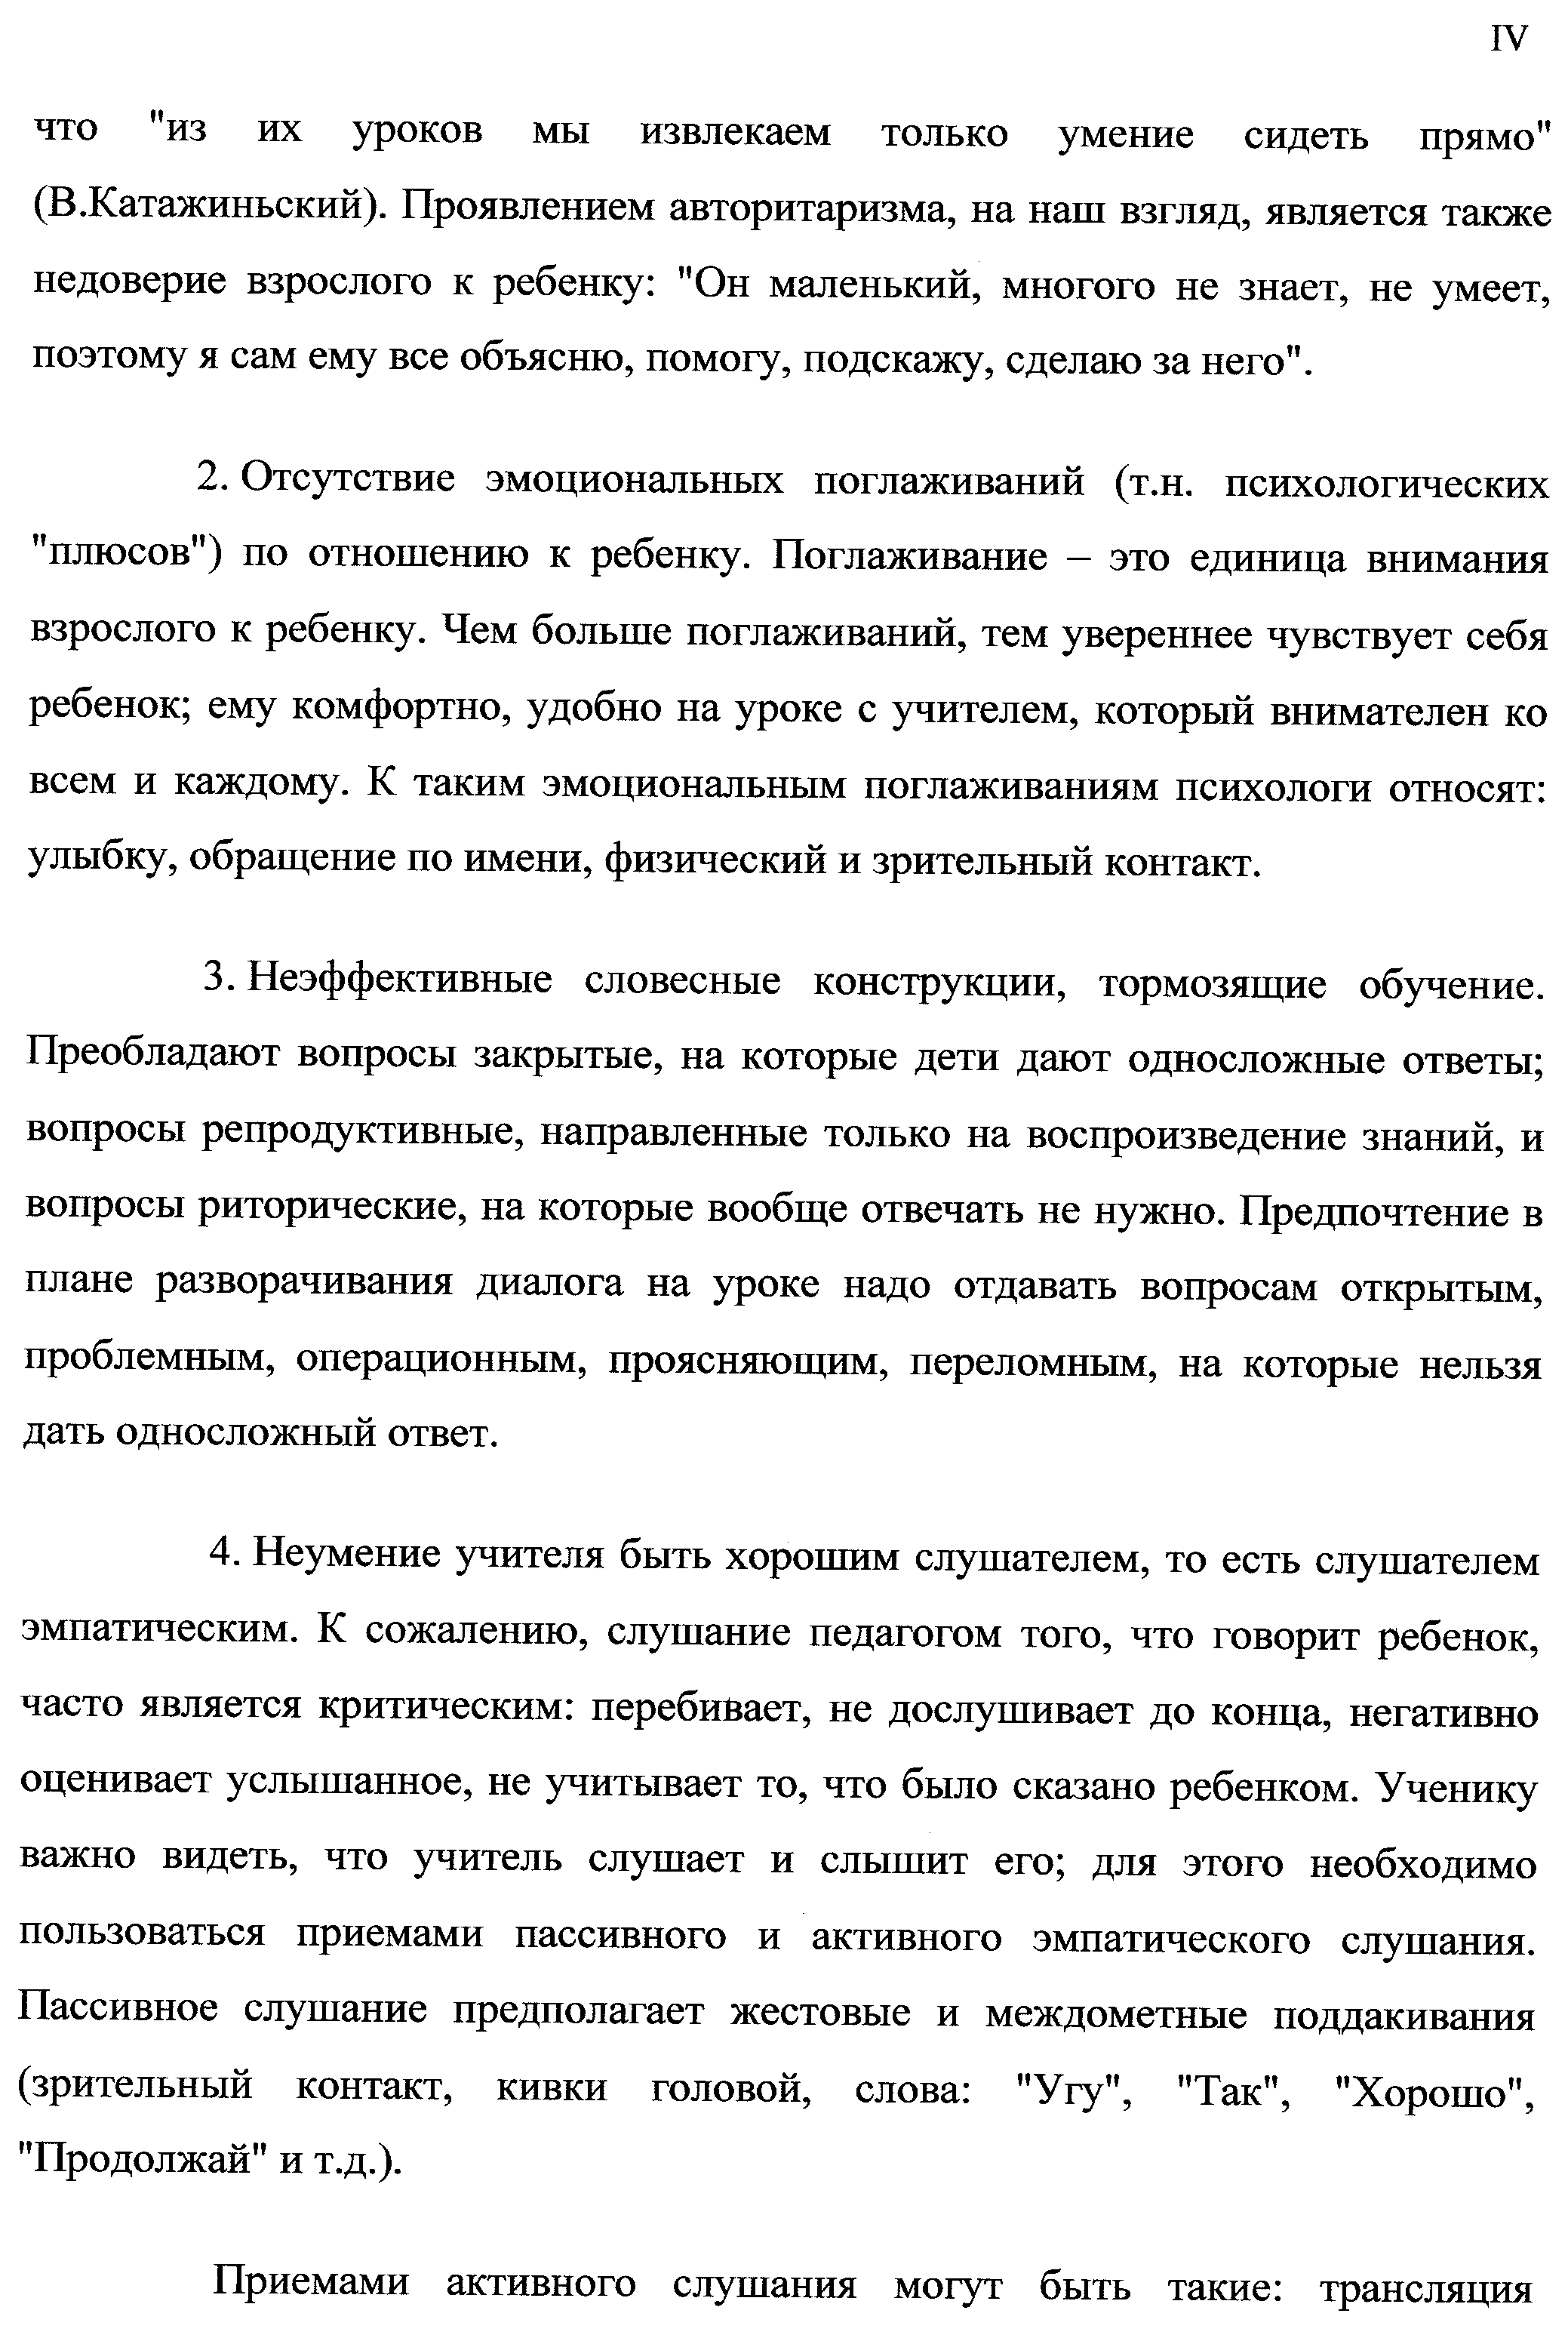 IV
что "из их уроков мы извлекаем только умение сидеть прямо"
(В.Катажиньский). Проявлением авторитаризма, на наш взгляд, является также
недоверие взрослого к ребенку: "Он маленький, многого не знает, не умеет,
поэтому я сам ему все объясню, помогу, подскажу, сделаю за него".
2. Отсутствие эмоциональных поглаживаний (т.н. психологических
"плюсов") по отношению к ребенку. Поглаживание – это единица внимания
взрослого к ребенку. Чем больше поглаживаний, тем увереннее чувствует себя
ребенок; ему комфортно, удобно на уроке с учителем, который внимателен ко
всем и каждому. К таким эмоциональным поглаживаниям психологи относят:
улыбку, обращение по имени, физический и зрительный контакт.
3. Неэффективные словесные конструкции, тормозящие обучение.
Преобладают вопросы закрытые, на которые дети дают односложные ответы;
вопросы репродуктивные, направленные только на воспроизведение знаний, и
вопросы риторические, на которые вообще отвечать не нужно. Предпочтение в
плане разворачивания диалога на уроке надо отдавать вопросам открытым,
проблемным, операционным, проясняющим, переломным, на которые нельзя
дать односложный ответ.
4. Неумение учителя быть хорошим слушателем, то есть слушателем
эмпатическим. К сожалению, слушание педагогом того, что говорит ребенок,
часто является критическим: перебивает, не дослушивает до конца, негативно
оценивает услышанное, не учитывает то, что было сказано ребенком. Ученику
важно видеть, что учитель слушает и слышит его; для этого необходимо
пользоваться приемами пассивного и активного эмпатического слушания.
Пассивное слушание предполагает жестовые и междометные поддакивания
(зрительный контакт, кивки головой, слова: "Угу", "Так", "Хорошо",
"Продолжай" и т.д.).
Приемами активного слушания могут быть такие: трансляция